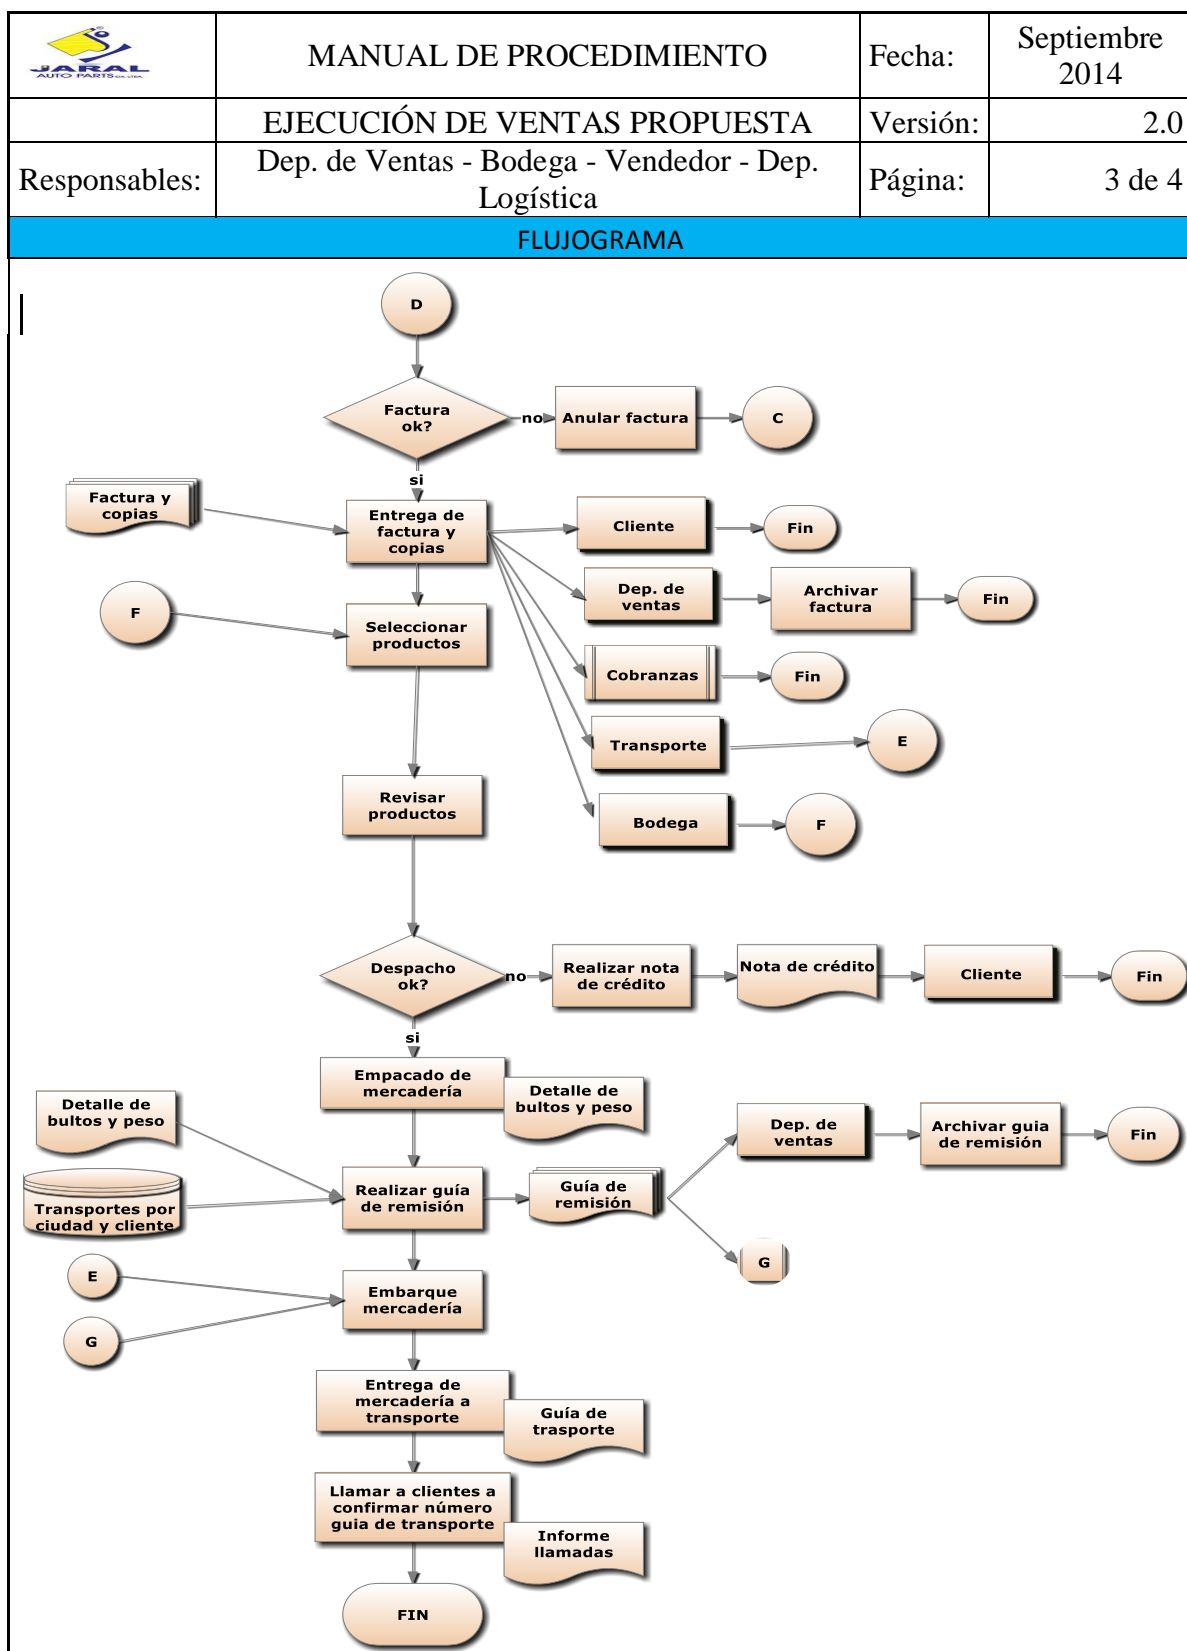 JARAL
AUTO PARTS CIA. LTDA.
MANUAL DE PROCEDIMIENTO
Fecha:
Septiembre
2014
EJECUCIÓN DE VENTAS PROPUESTA
Versión:
2.0
Responsables:
Dep. de Ventas - Bodega - Vendedor - Dep.
Logística
Página:
3 de 4
FLUJOGRAMA
D
Factura
ok?
no
Anular factura
C
si
Factura y
copias
Entrega de
factura y
copias
Cliente
Fin
Dep. de
ventas
Archivar
factura
Fin
F
Seleccionar
productos
Cobranzas
Fin
Transporte
E
Revisar
productos
Bodega
F
Despacho
ok?
no
Realizar nota
de crédito
Nota de crédito
Cliente
Fin
si
Empacado de
mercadería
Detalle de
bultos y peso
Detalle de
bultos y peso
Dep. de
ventas
Archivar guia
de remisión
Fin
Transportes por
ciudad y cliente
Realizar guía
de remisión
Guía de
remisión
G
E
Embarque
mercadería
G
Entrega de
mercadería a
transporte
Guía de
trasporte
Llamar a clientes a
confirmar número
guia de transporte
Informe
llamadas
FIN